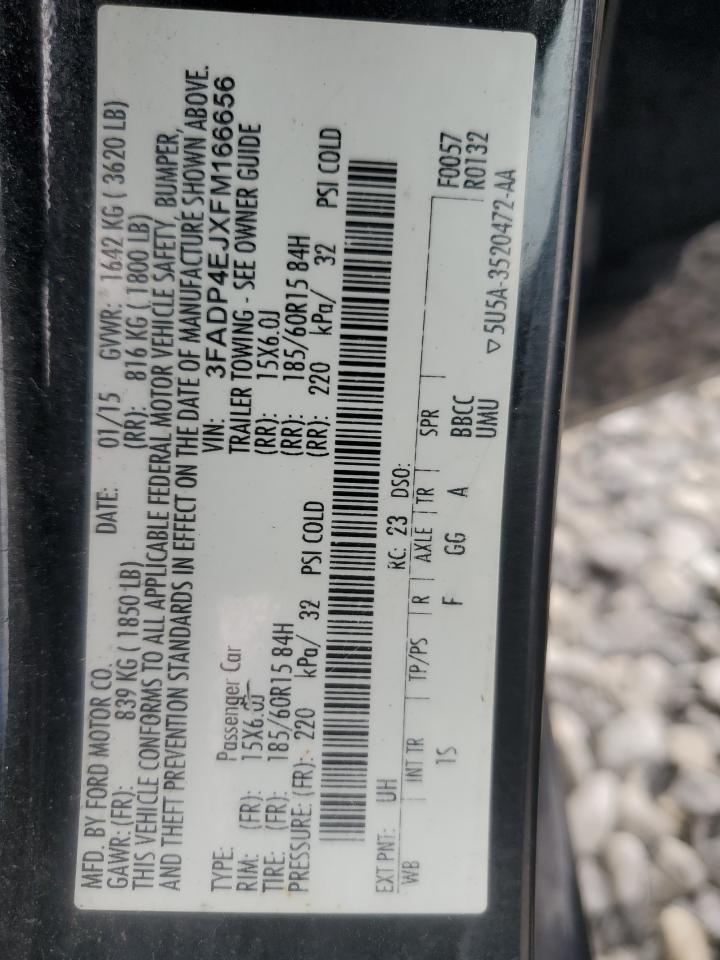 MFD. BY FORD MOTOR CO.
DATE: 01/15 GVWR: 1642 KG ( 3620 LB)
GAWR: (FR): 839 KG ( 1850 LB) (RR): 816 KG ( 1800 LB)
THIS VEHICLE CONFORMS TO ALL APPLICABLE FEDERAL MOTOR VEHICLE SAFETY, BUMPER,
AND THEFT PREVENTION STANDARDS IN EFFECT ON THE DATE OF MANUFACTURE SHOWN ABOVE.
VIN: 3FADP4EJXFM166656
TYPE: Passenger Car TRAILER TOWING - SEE OWNER GUIDE
RIM: (FR): 15X6.0J (RR): 15X6.0J
TIRE: (FR): 185/60R15 84H (RR): 185/60R15 84H
PRESSURE: (FR): 220 kPa/ 32 PSI COLD (RR): 220 kPa/ 32 PSI COLD
EXT PNT: UH RC: 23 DSO: F0057
WB INT TR TP/PS R AXLE TR SPR R0132
1S F GG A BBCC
UMU
▽5U5A-3520472-AA